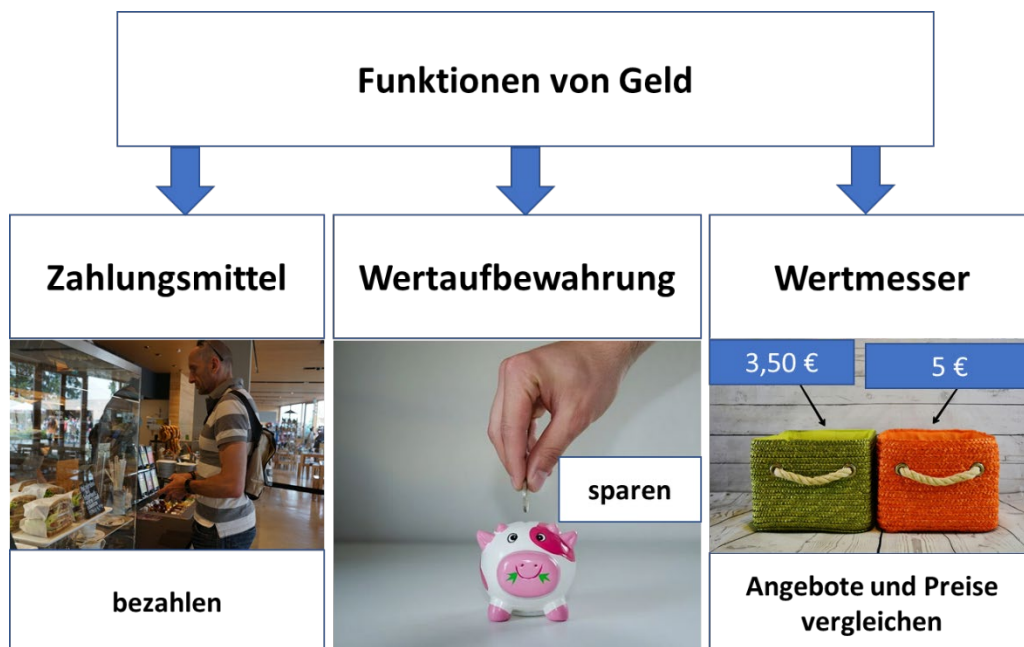 Funktionen von Geld
Zahlungsmittel
Wertaufbewahrung
Wertmesser
3,50 €
5 €
sparen
bezahlen
Angebote und Preise
vergleichen